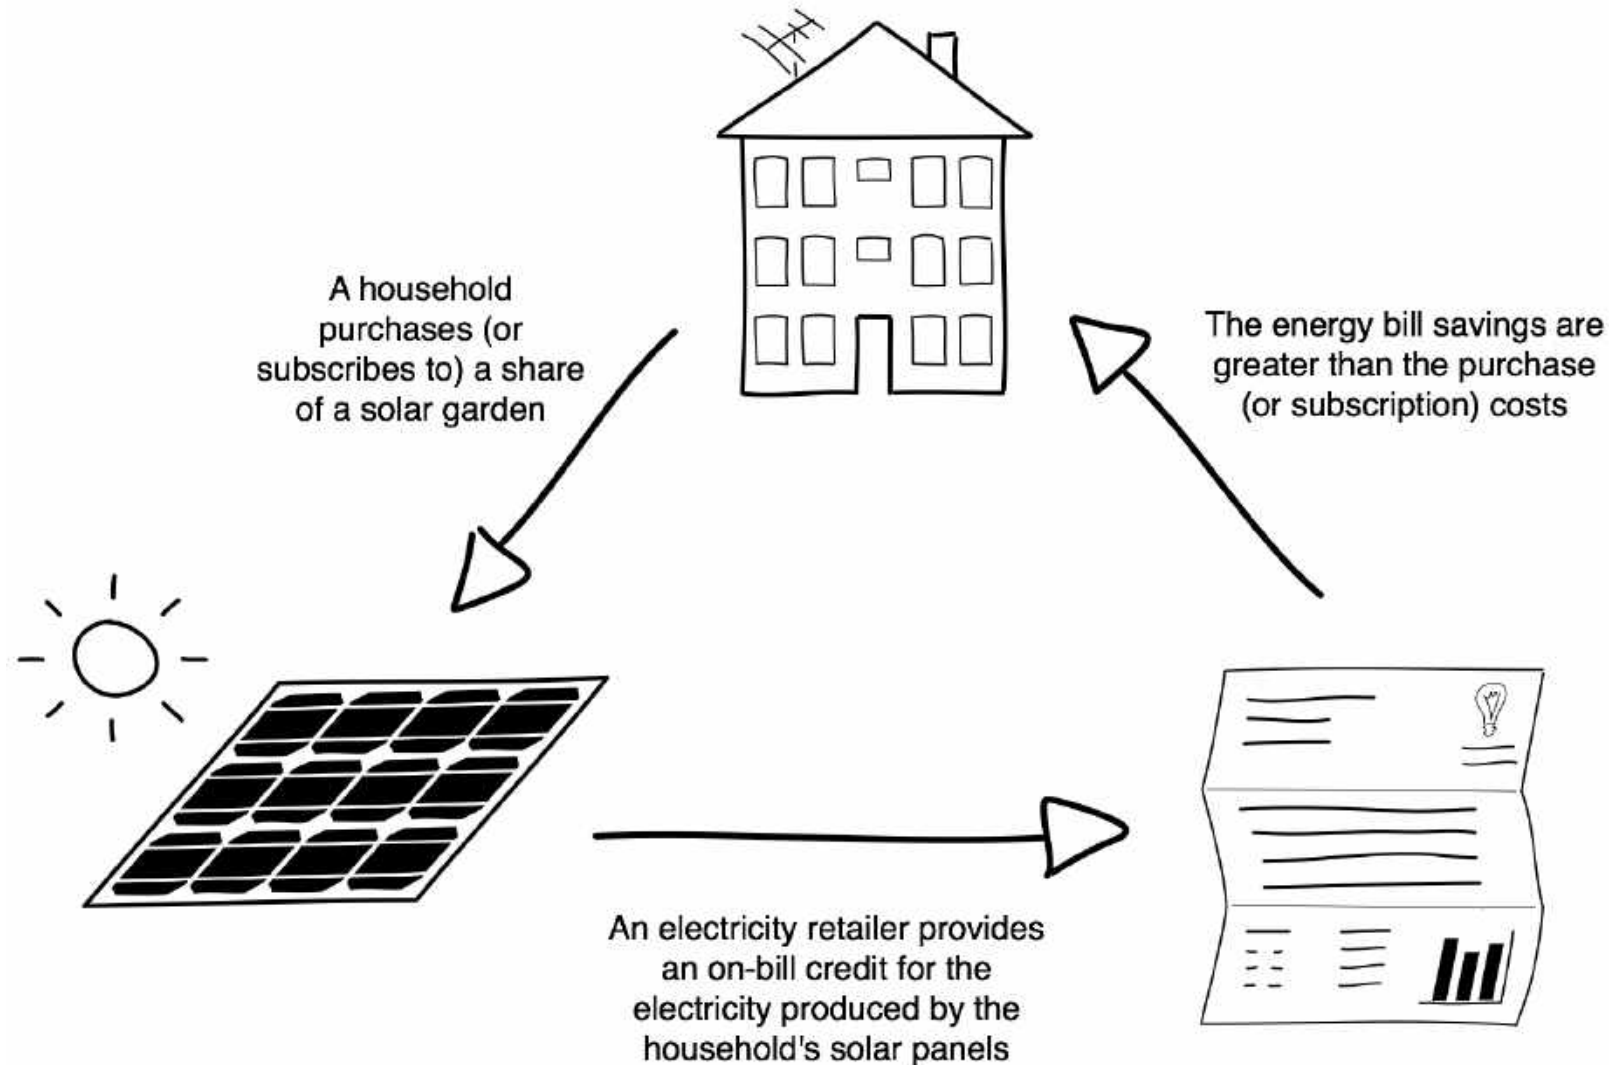 A household
purchases (or
subscribes to) a share
of a solar garden
The energy bill savings are
greater than the purchase
(or subscription) costs
An electricity retailer provides
an on-bill credit for the
electricity produced by the
household's solar panels